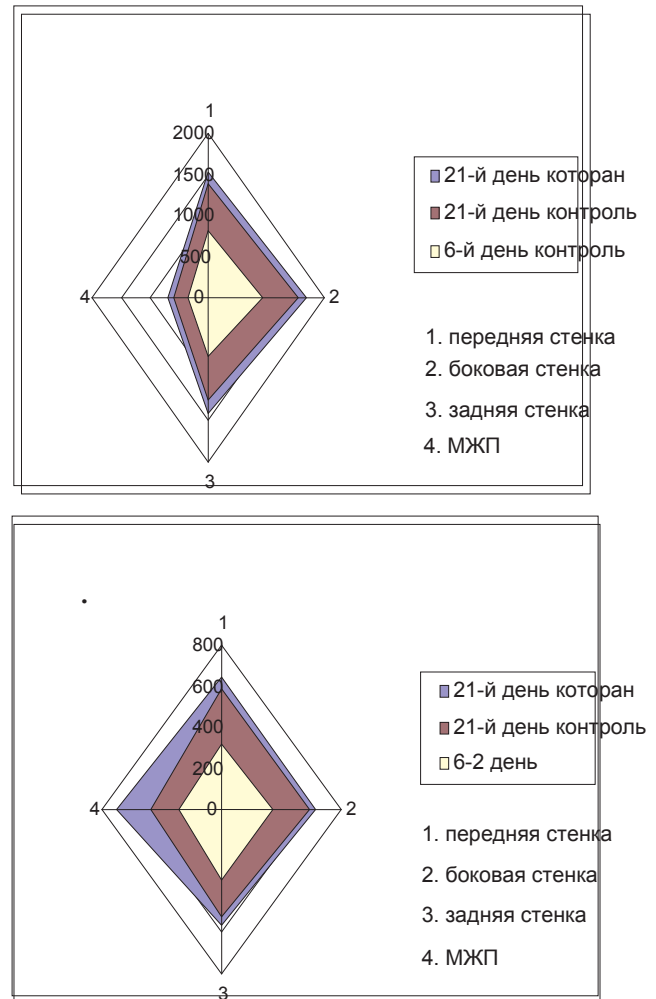 1
2000
1500
1000
500
0
4
2
3
21-й день которан
21-й день контроль
6-й день контроль
1. передняя стенка
2. боковая стенка
3. задняя стенка
4. МЖП
1
800
600
400
200
0
4
2
3
21-й день которан
21-й день контроль
6-2 день
1. передняя стенка
2. боковая стенка
3. задняя стенка
4. МЖП